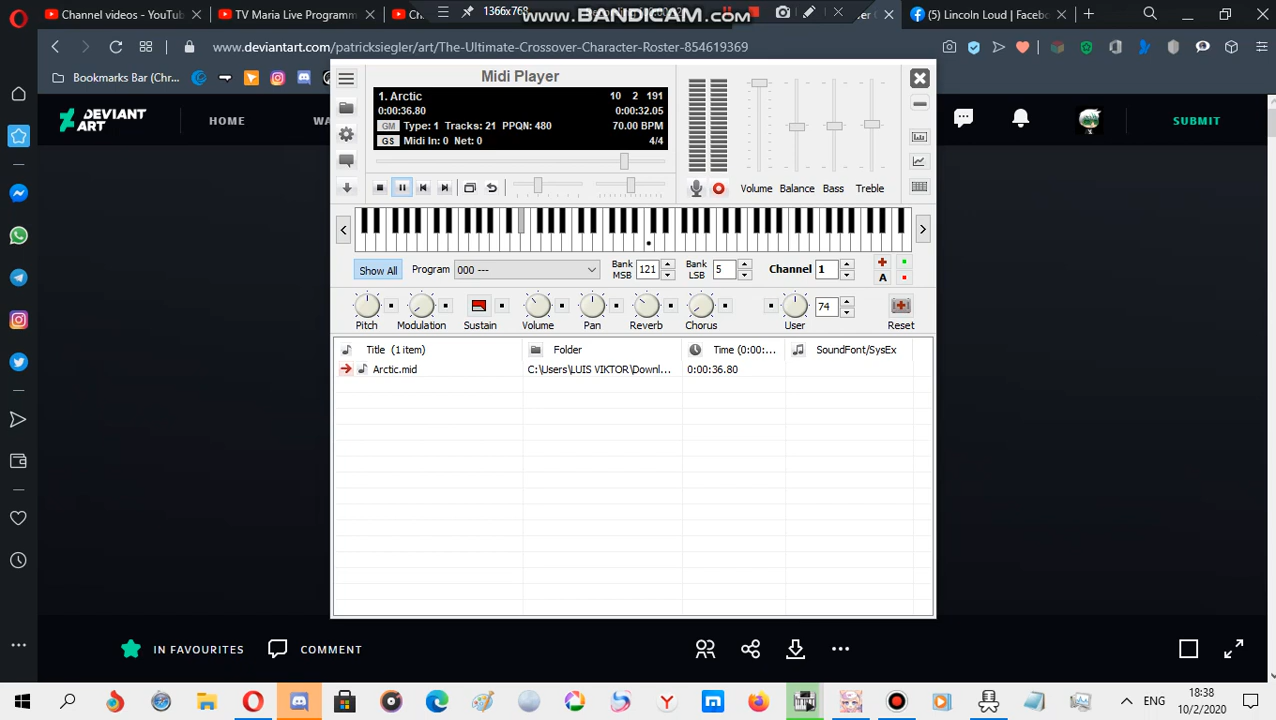 Channel videos - YouTu
TV Maria Live Programm
Ch
1366x768
www.BANDICAM.com
(5) Lincoln Loud | Faceb
www.deviantart.com/patricksiegler/art/The-Ultimate-Crossover-Character-Roster-854619369
Bookmarks Bar (Chr...
DEVIANT ART
HOME
WA
SUBMIT
Midi Player
1. Arctic 10 2 191
0:00:36.80 0:00:32.05
GM Type: 1 Tracks: 21 PPQN: 480 70.00 BPM
GS Midi In: 0 Net: 0 4/4
Volume Balance Bass Treble
Show All Program 000 --- Bank MSB 121 Bank LSB 5 Channel 1
A
74
Pitch Modulation Sustain Volume Pan Reverb Chorus User Reset
Title (1 item) Folder Time (0:00:... SoundFont/SysEx
Arctic.mid C:\Users\LUIS VIKTOR\Downl... 0:00:36.80
IN FAVOURITES COMMENT
ENG
18:38
10/2/2020